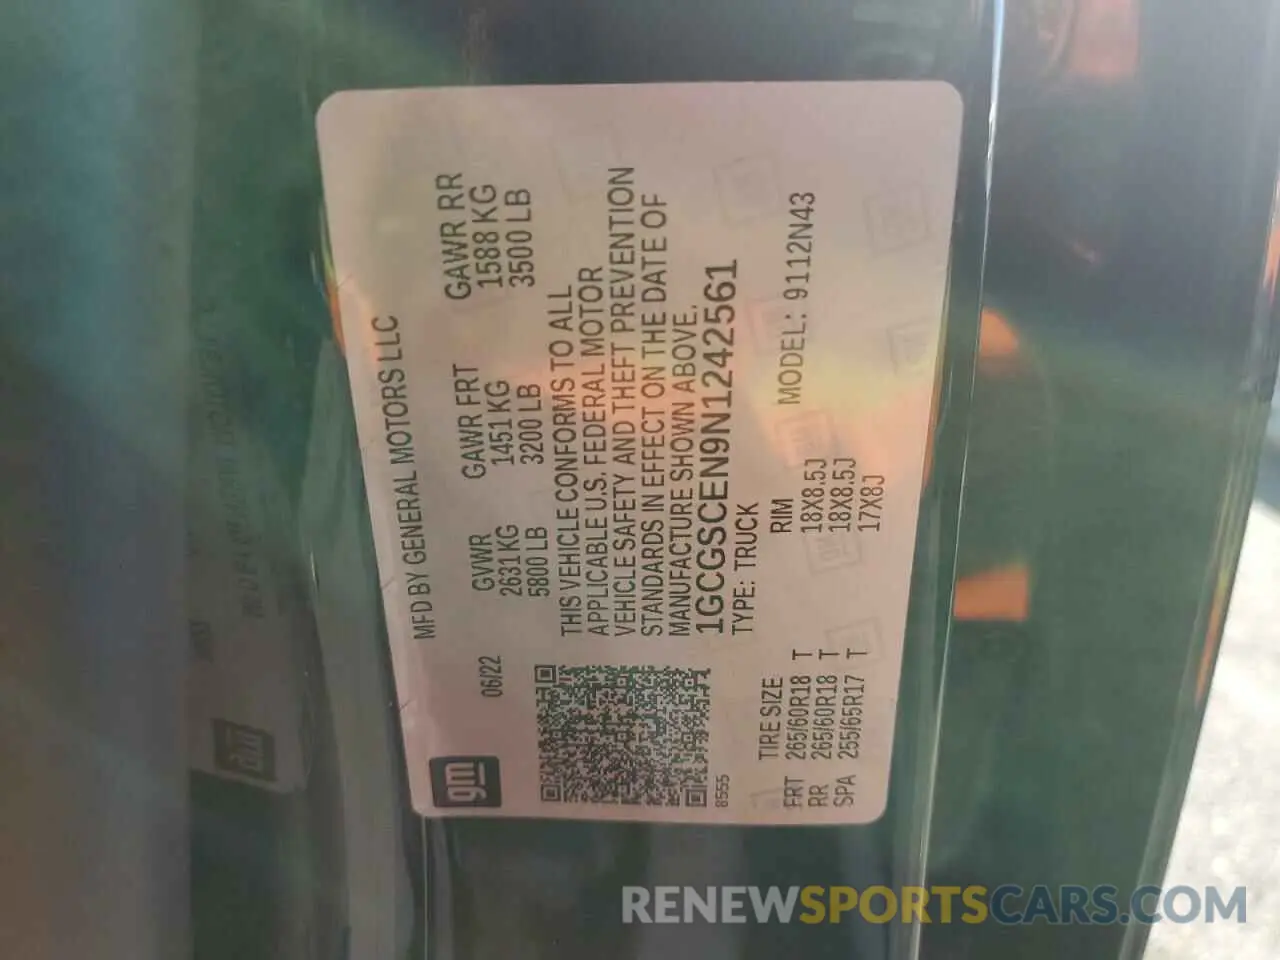 gm
MFD BY GENERAL MOTORS LLC
06/22
GVWR GAWR FRT GAWR RR
2631 KG 1451 KG 1588 KG
5800 LB 3200 LB 3500 LB
THIS VEHICLE CONFORMS TO ALL
APPLICABLE U.S. FEDERAL MOTOR
VEHICLE SAFETY AND THEFT PREVENTION
STANDARDS IN EFFECT ON THE DATE OF
MANUFACTURE SHOWN ABOVE.
1GCGSCEN9N1242561
8555
TYPE: TRUCK
TIRE SIZE RIM MODEL: 9112N43
FRT 265/60R18 T 18X8.5J
RR 265/60R18 T 18X8.5J
SPA 255/65R17 T 17X8J
RENEWSPORTSCARS.COM